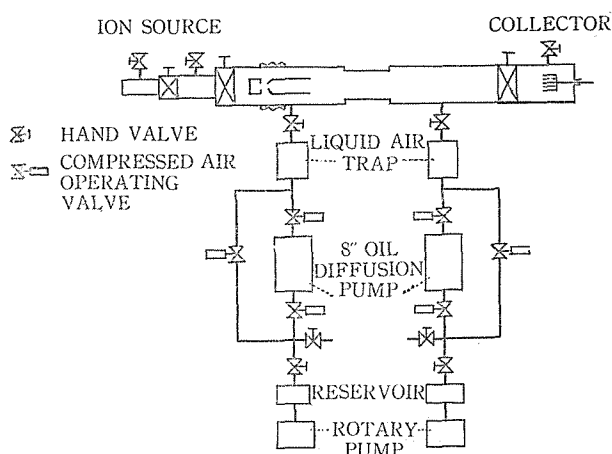 ION SOURCE
COLLECTOR
HAND VALVE
COMPRESSED AIR
OPERATING
VALVE
LIQUID AIR
TRAP
8" OIL
DIFFUSION
PUMP
RESERVOIR
ROTARY
PUMP